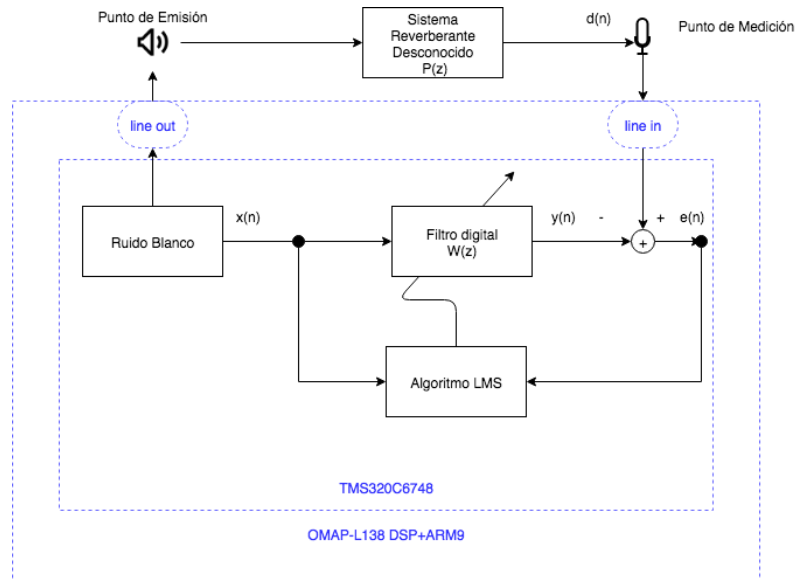 Punto de Emisión
Sistema
Reverberante
Desconocido
P(z)
d(n)
Punto de Medición
line out
line in
Ruido Blanco
x(n)
Filtro digital
W(z)
y(n)
-
+
e(n)
+
Algoritmo LMS
TMS320C6748
OMAP-L138 DSP+ARM9